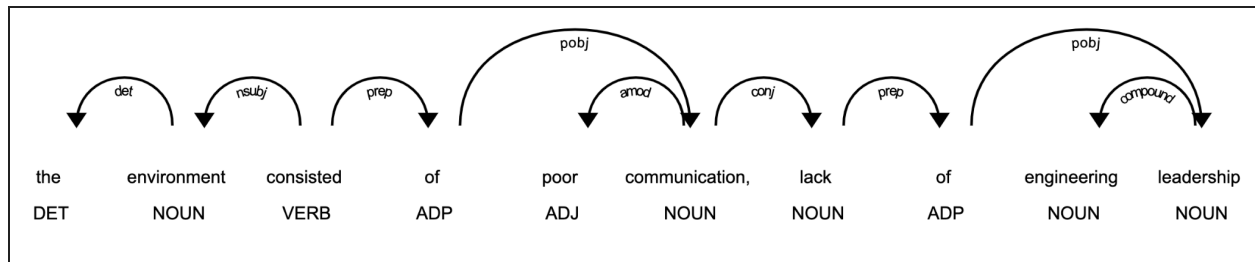 pobj pobj
det nsubj prep amod conj prep compound
the environment consisted of poor communication, lack of engineering leadership
DET NOUN VERB ADP ADJ NOUN NOUN ADP NOUN NOUN